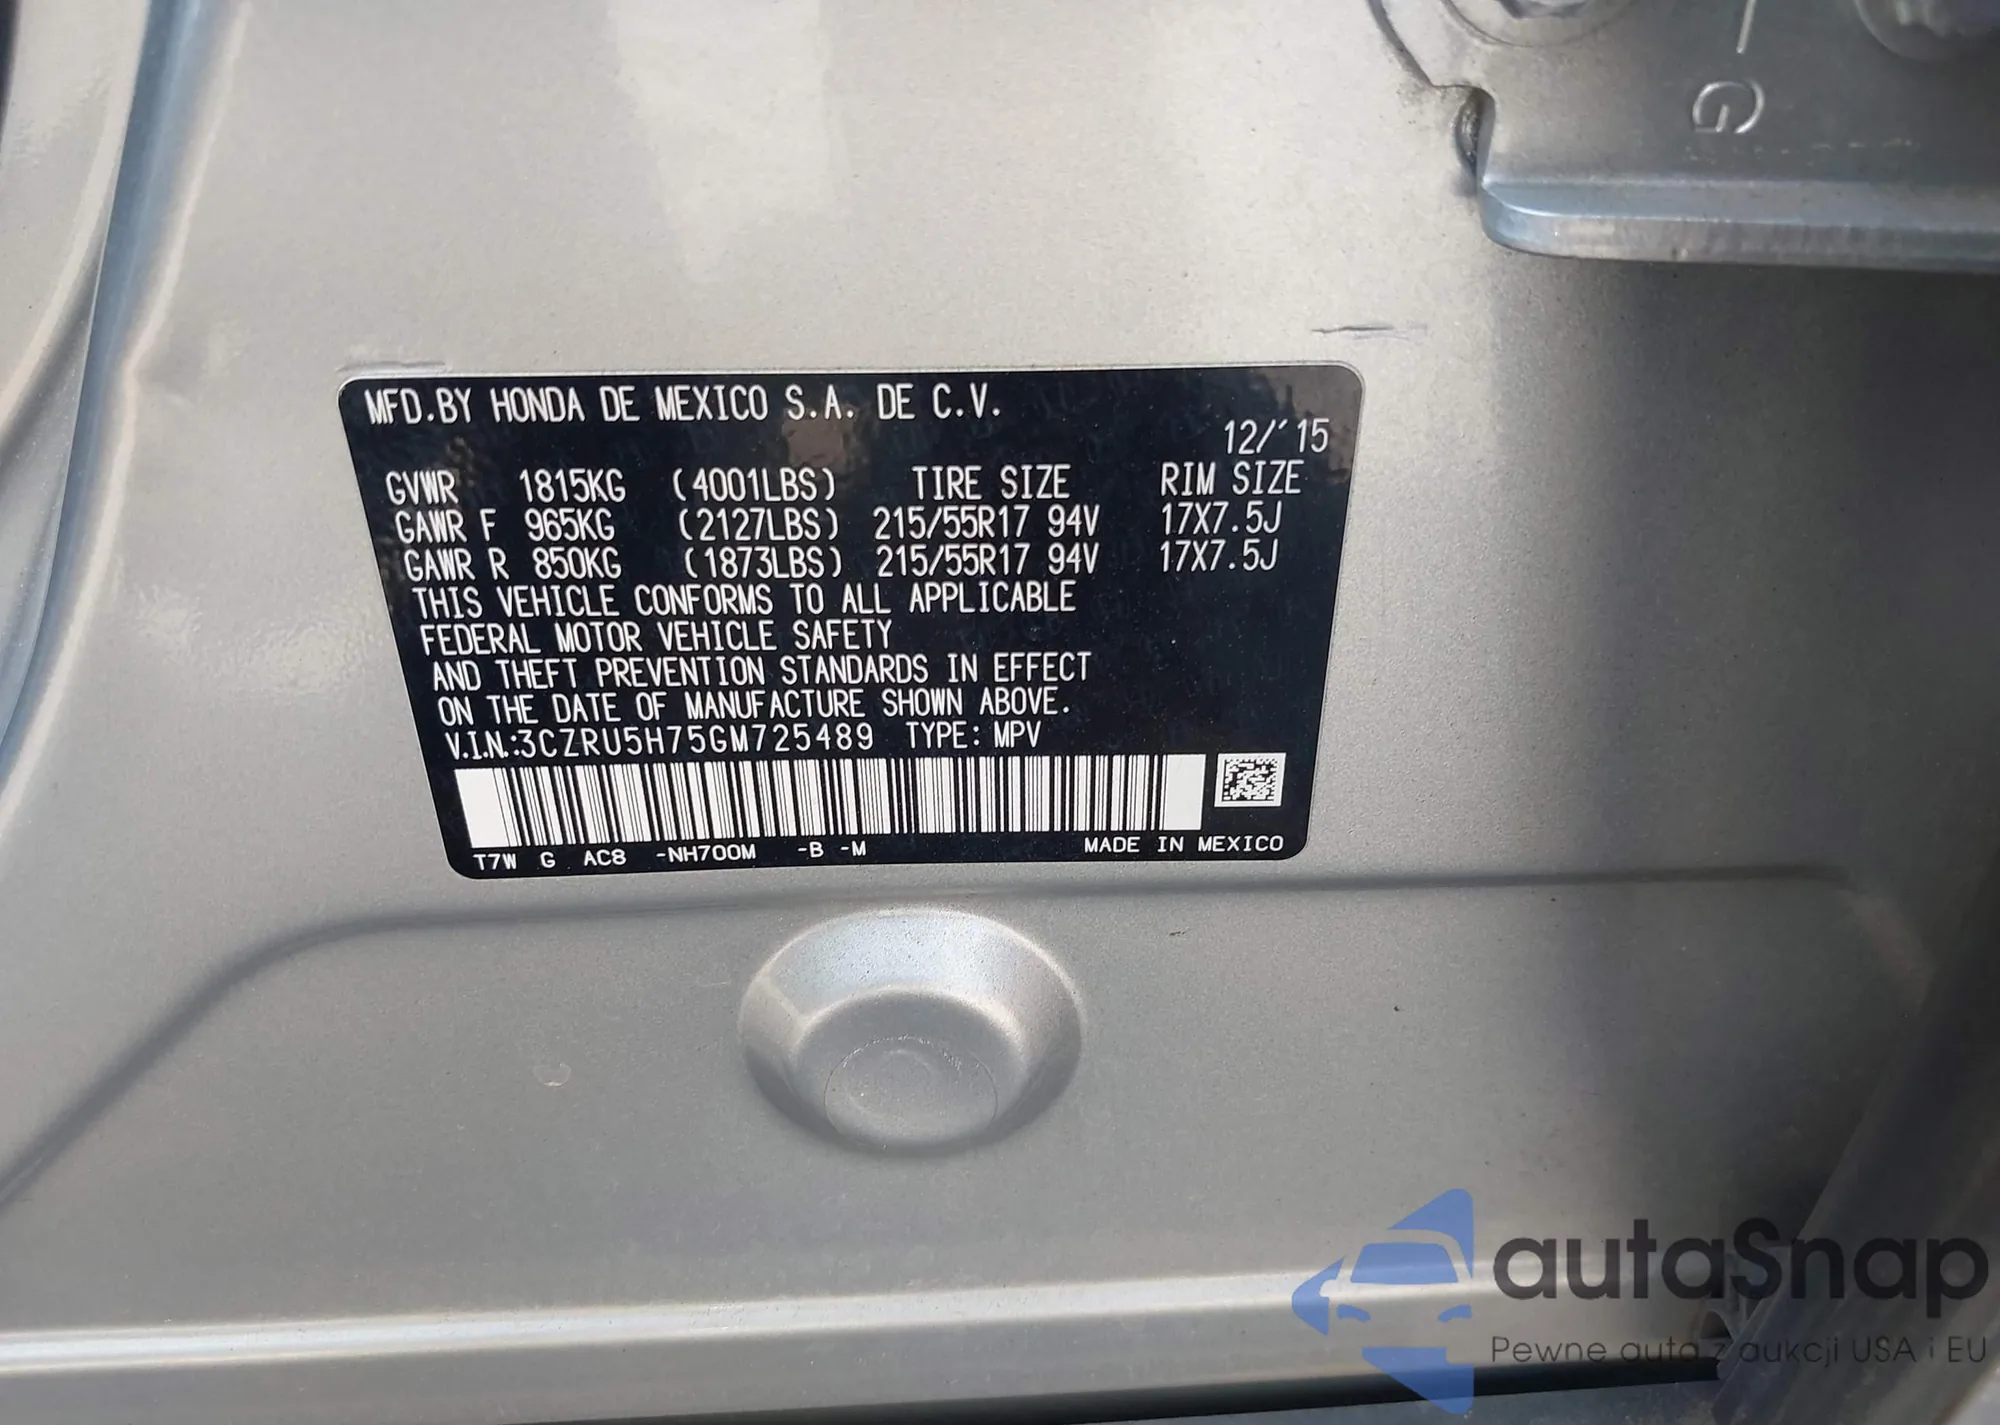 G
MFD.BY HONDA DE MEXICO S.A. DE C.V.
12/'15
GVWR 1815KG (4001LBS) TIRE SIZE RIM SIZE
GAWR F 965KG (2127LBS) 215/55R17 94V 17X7.5J
GAWR R 850KG (1873LBS) 215/55R17 94V 17X7.5J
THIS VEHICLE CONFORMS TO ALL APPLICABLE
FEDERAL MOTOR VEHICLE SAFETY
AND THEFT PREVENTION STANDARDS IN EFFECT
ON THE DATE OF MANUFACTURE SHOWN ABOVE.
V.I.N.:3CZRU5H75GM725489 TYPE: MPV
T7W G AC8 -NH700M -B -M MADE IN MEXICO
autaSnap
Pewne auta z aukcji USA i EU